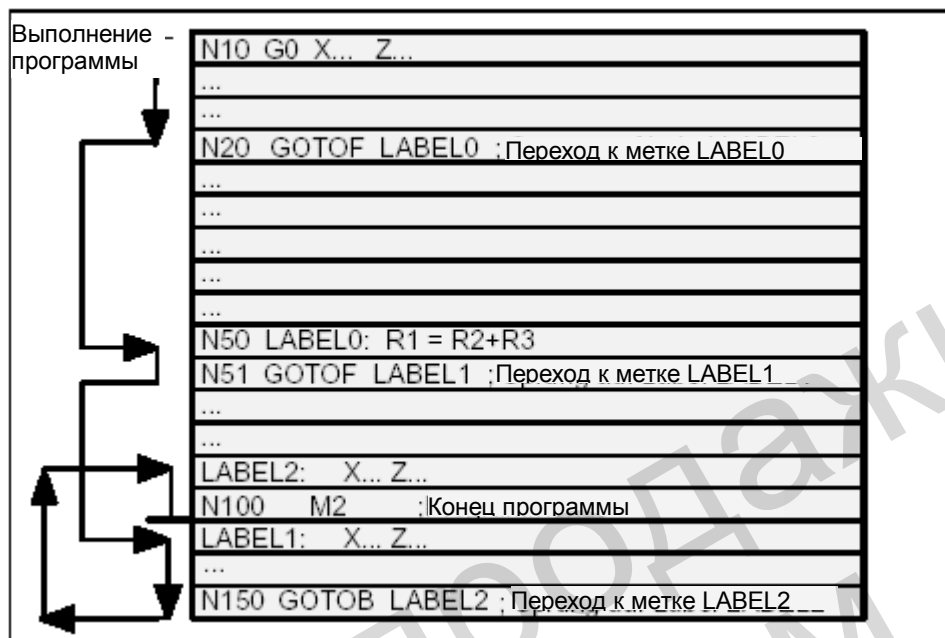 Выполнение
программы
N10 G0 X... Z...
...
...
N20 GOTOF LABEL0 ;Переход к метке LABEL0
...
...
...
...
...
N50 LABEL0: R1 = R2+R3
N51 GOTOF LABEL1 ;Переход к метке LABEL1
...
...
LABEL2: X... Z...
N100 M2 ;Конец программы
LABEL1: X... Z...
...
N150 GOTOB LABEL2 ; Переход к метке LABEL2